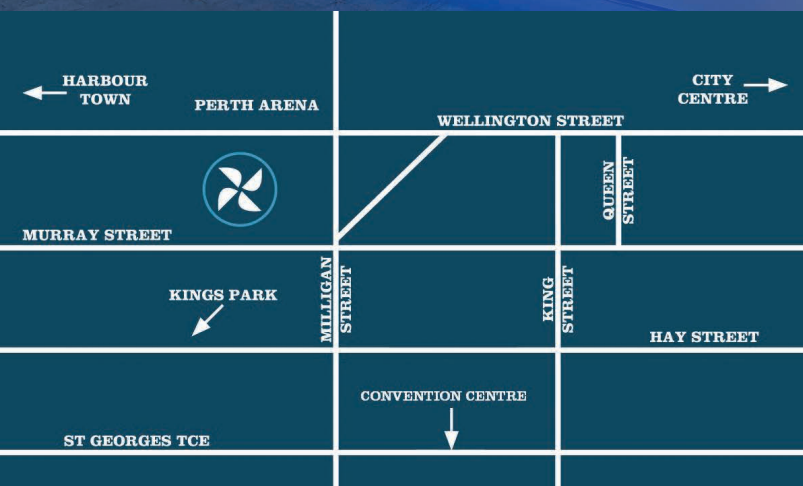 HARBOUR
TOWN
PERTH ARENA
CITY
CENTRE
WELLINGTON STREET
QUEEN
STREET
MURRAY STREET
KINGS PARK
MILLIGAN
STREET
KING
STREET
HAY STREET
CONVENTION CENTRE
ST GEORGES TCE